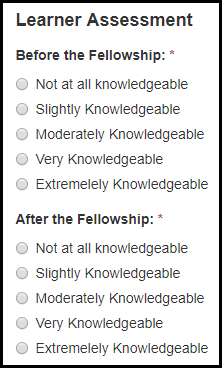 Learner Assessment
Before the Fellowship: *
Not at all knowledgeable
Slightly Knowledgeable
Moderately Knowledgeable
Very Knowledgeable
Extremelely Knowledgeable
After the Fellowship: *
Not at all knowledgeable
Slightly Knowledgeable
Moderately Knowledgeable
Very Knowledgeable
Extremelely Knowledgeable